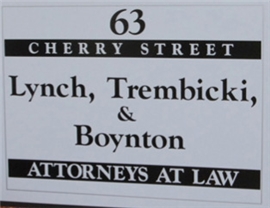 63
CHERRY STREET
Lynch, Trembicki,
&
Boynton
ATTORNEYS AT LAW